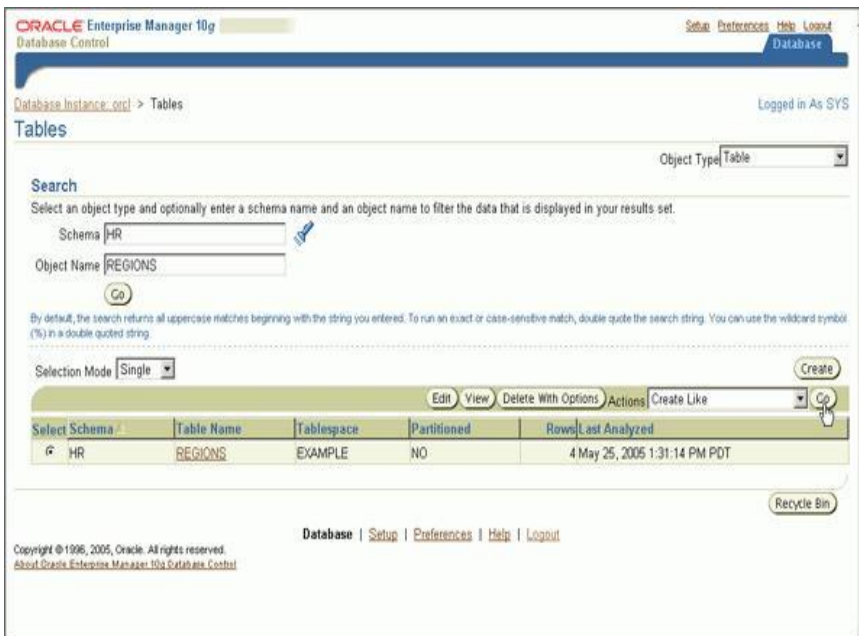 ORACLE Enterprise Manager 10g
Database Control
Setup Preferences Help Logout
Database
Database Instance: orcl > Tables
Logged in As SYS
Tables
Object Type Table
Search
Select an object type and optionally enter a schema name and an object name to filter the data that is displayed in your results set.
Schema HR
Object Name REGIONS
Go
By default, the search returns all uppercase matches beginning with the string you entered. To run an exact or case-sensitive match, double quote the search string. You can use the wildcard symbol
(%) in a double quoted string.
Selection Mode Single
Create
Edit View Delete With Options Actions Create Like Go
Select Schema Table Name Tablespace Partitioned Rows Last Analyzed
HR REGIONS EXAMPLE NO 4 May 25, 2005 1:31:14 PM PDT
Recycle Bin
Database | Setup | Preferences | Help | Logout
Copyright © 1996, 2005, Oracle. All rights reserved.
About Oracle Enterprise Manager 10g Database Control